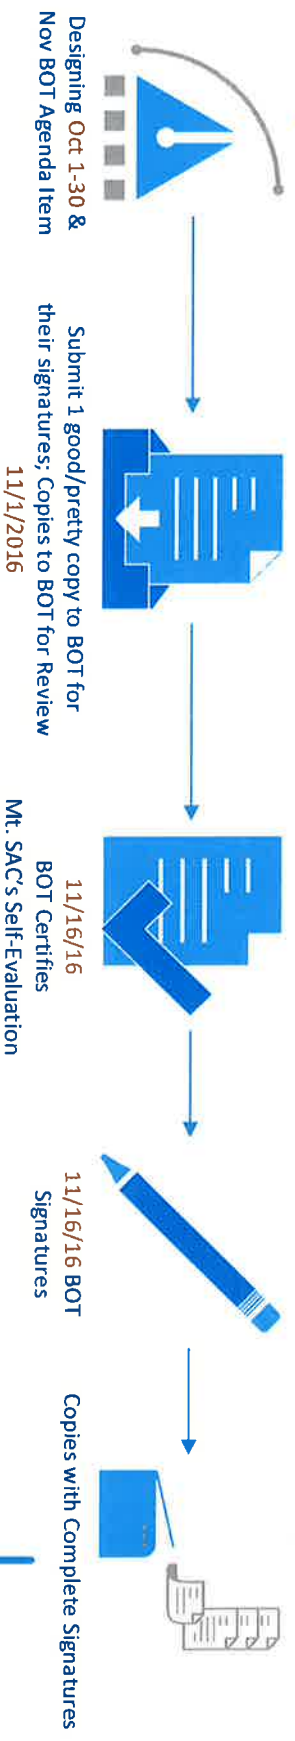 Designing Oct 1-30 &
Nov BOT Agenda Item
Submit 1 good/pretty copy to BOT for
their signatures; Copies to BOT for Review
11/1/2016
11/16/16
BOT Certifies
Mt. SAC's Self-Evaluation
11/16/16 BOT
Signatures
Copies with Complete Signatures